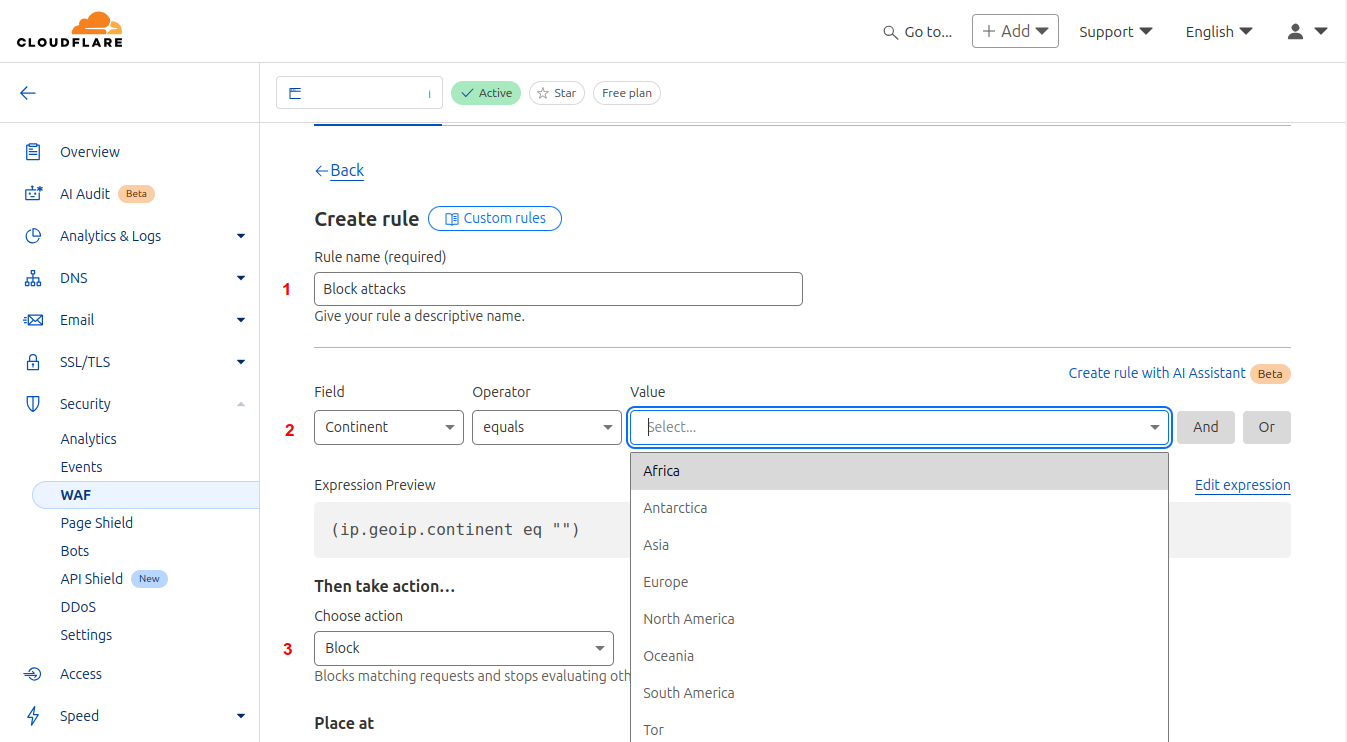 CLOUDFLARE
Go to...
+ Add
Support
English
Active
Star
Free plan
Overview
AI Audit Beta
Analytics & Logs
DNS
Email
SSL/TLS
Security
Analytics
Events
WAF
Page Shield
Bots
API Shield New
DDoS
Settings
Access
Speed
Back
Create rule Custom rules
Rule name (required)
1 Block attacks
Give your rule a descriptive name.
Create rule with AI Assistant Beta
Field Operator Value
2 Continent equals Select... And Or
Africa
Antarctica
Asia
Europe
North America
Oceania
South America
Tor
Expression Preview Edit expression
(ip.geoip.continent eq "")
Then take action...
Choose action
3 Block
Blocks matching requests and stops evaluating oth
Place at